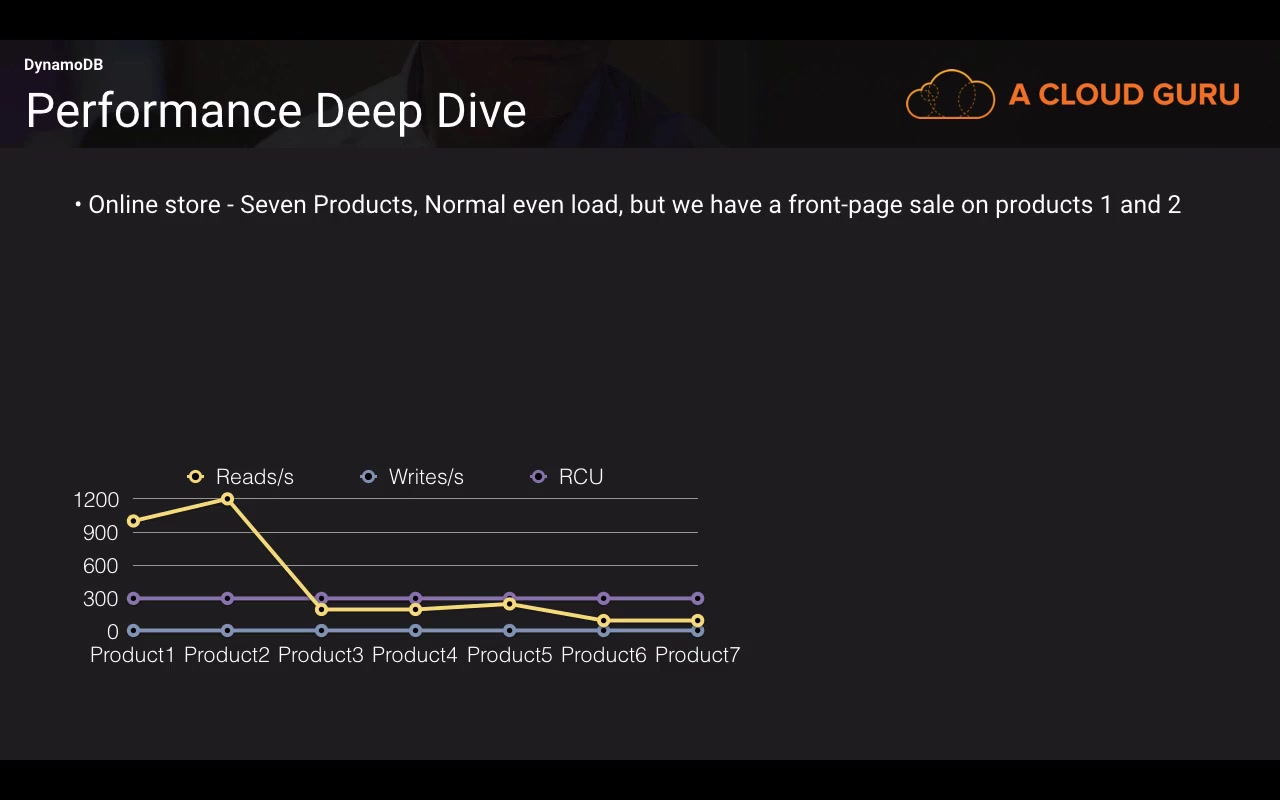 DynamoDB
Performance Deep Dive
A CLOUD GURU
• Online store - Seven Products, Normal even load, but we have a front-page sale on products 1 and 2
Reads/s Writes/s RCU
1200
900
600
300
0
Product1 Product2 Product3 Product4 Product5 Product6 Product7